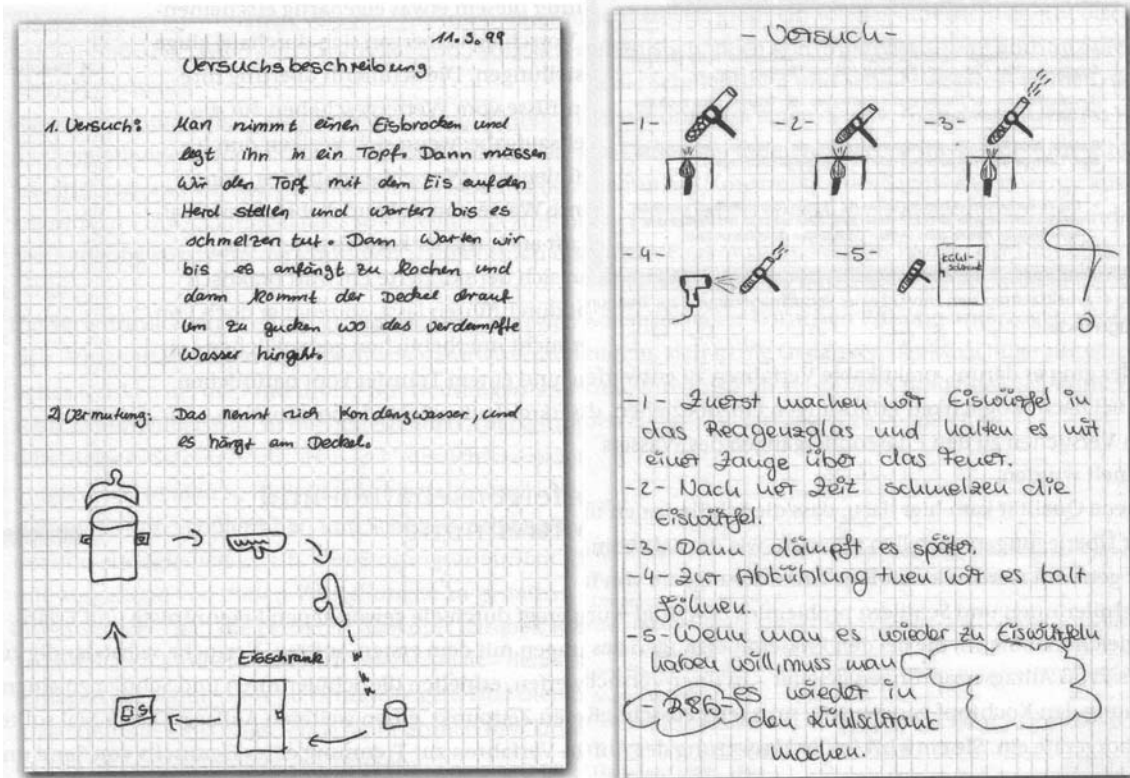 11.3.99
Versuchsbeschreibung
1. Versuch: Man nimmt einen Eisbrocken und
legt ihn in ein Topf. Dann müssen
Wir den Topf mit dem Eis auf den
Herd stellen und warten bis es
schmelzen tut. Dann Warten wir
bis es anfängt zu kochen und
dann kommt der Deckel drauf
um zu gucken wo das verdampfte
Wasser hingeht.
2) Vermutung: Das nennt sich Kondenzwasser, und
es hängt am Deckel.
Eisschrank
EiS
- Versuch -
-1- -2- -3-
-4- -5- Kühl-
schrank
-1- Zuerst machen wir Eiswürfel in
das Reagenzglas und halten es mit
einer Zange über das Feuer.
-2- Nach ner Zeit schmelzen die
Eiswürfel.
-3- Dann dämpft es später.
-4- Zur Abkühlung tuen wir es kalt
föhnen.
-5- Wenn man es wieder zu Eiswürfeln
haben will, muss man
es wieder in
den Kühlschrank
machen.